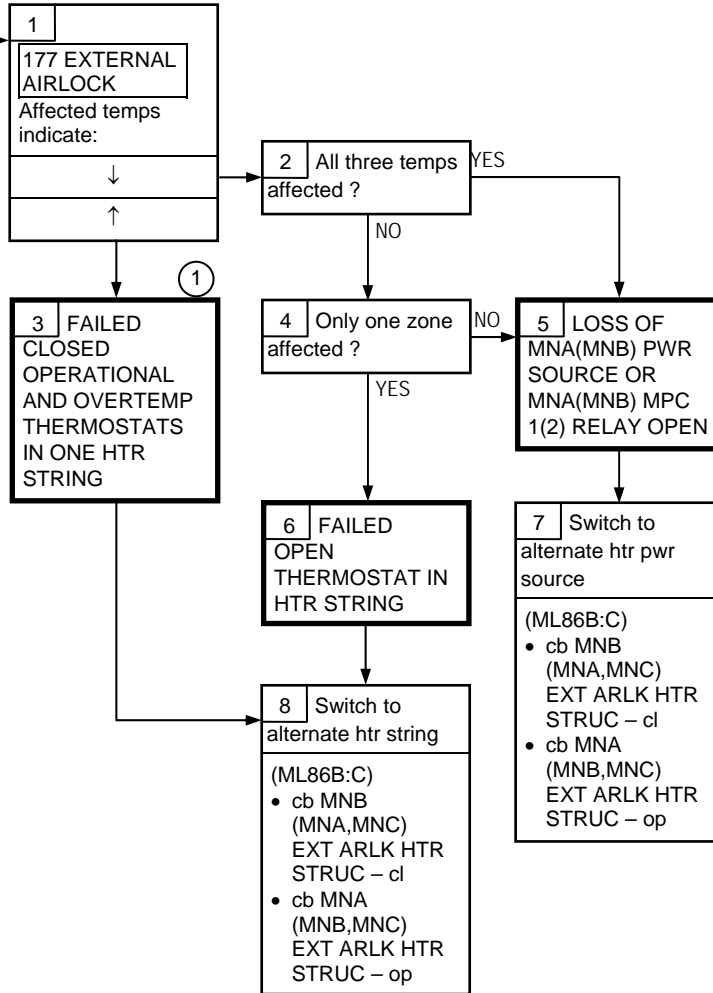 1
177 EXTERNAL
AIRLOCK
Affected temps
indicate:
↓
↑
2 All three temps
affected ?
YES
NO
1
3 FAILED
CLOSED
OPERATIONAL
AND OVERTEMP
THERMOSTATS
IN ONE HTR
STRING
4 Only one zone
affected ?
NO
YES
5 LOSS OF
MNA(MNB) PWR
SOURCE OR
MNA(MNB) MPC
1(2) RELAY OPEN
6 FAILED
OPEN
THERMOSTAT IN
HTR STRING
7 Switch to
alternate htr pwr
source
(ML86B:C)
• cb MNB
(MNA,MNC)
EXT ARLK HTR
STRUC – cl
• cb MNA
(MNB,MNC)
EXT ARLK HTR
STRUC – op
8 Switch to
alternate htr string
(ML86B:C)
• cb MNB
(MNA,MNC)
EXT ARLK HTR
STRUC – cl
• cb MNA
(MNB,MNC)
EXT ARLK HTR
STRUC – op